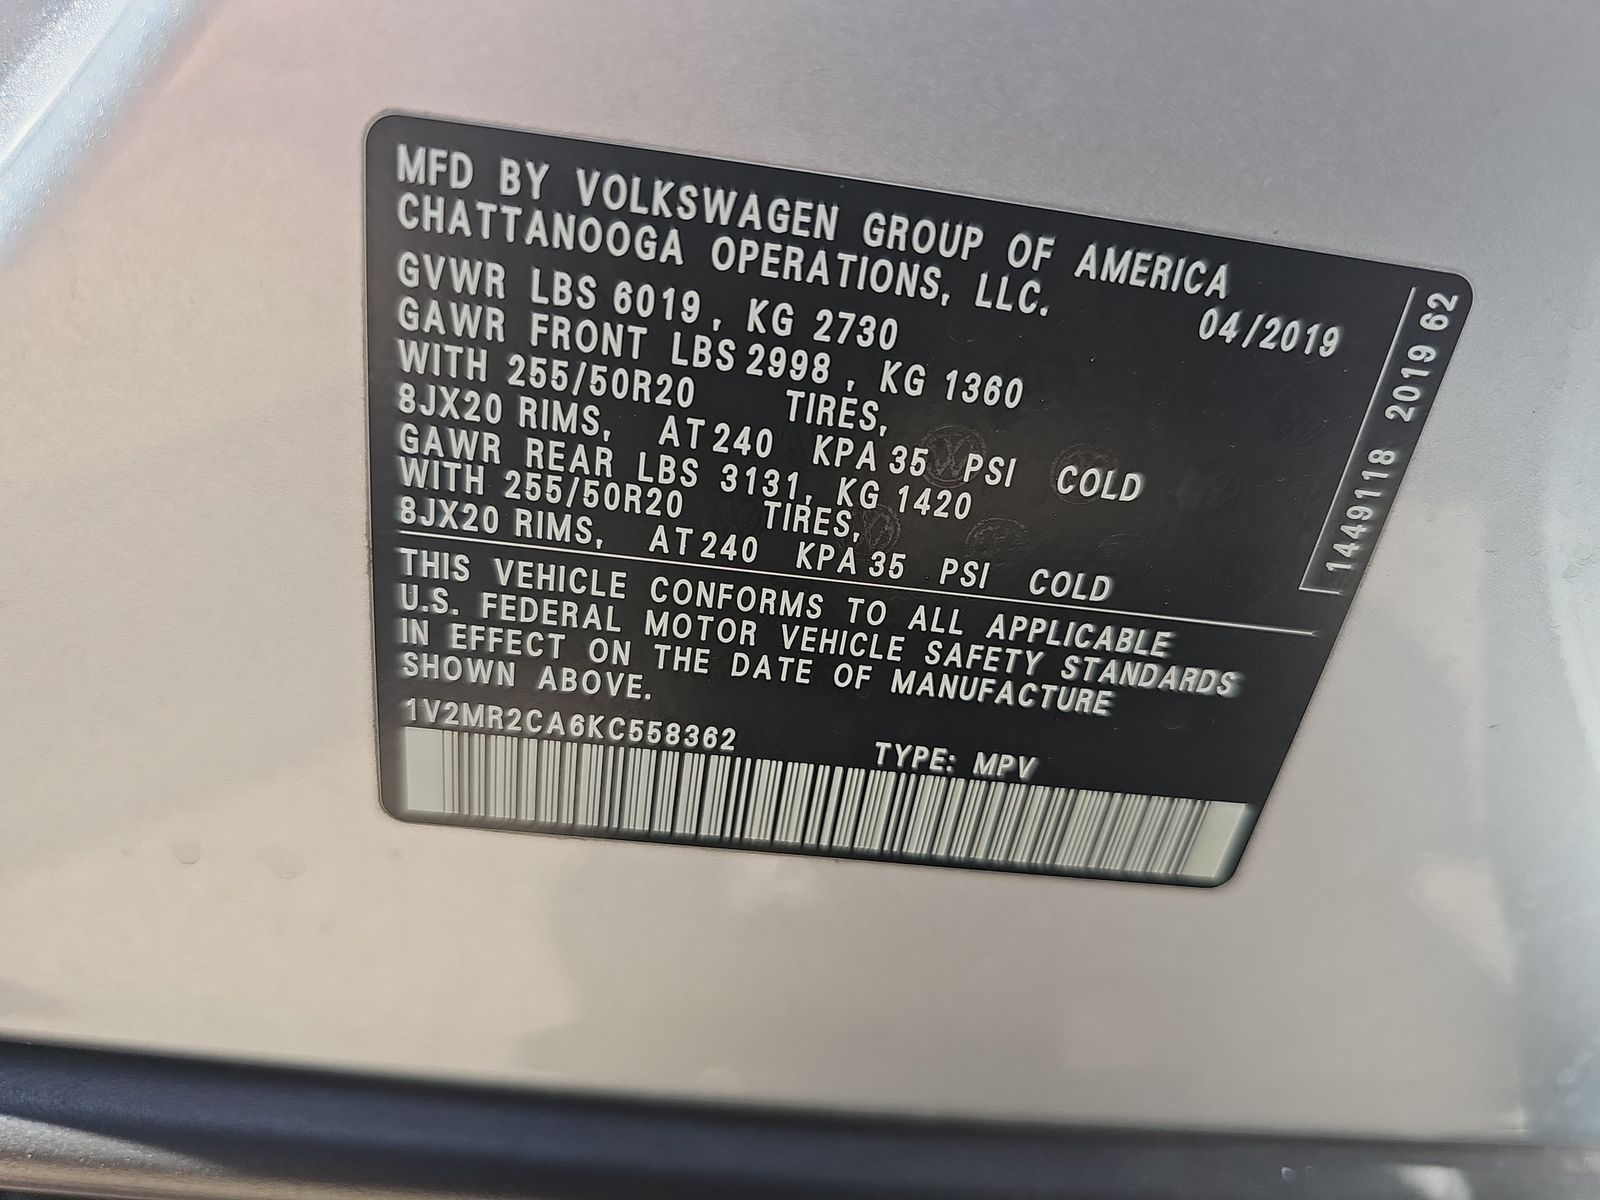 MFD BY VOLKSWAGEN GROUP OF AMERICA
CHATTANOOGA OPERATIONS, LLC.
04/2019
GVWR LBS 6019, KG 2730
GAWR FRONT LBS 2998, KG 1360
WITH 255/50R20 TIRES,
8JX20 RIMS, AT 240 KPA 35 PSI COLD
GAWR REAR LBS 3131, KG 1420
WITH 255/50R20 TIRES,
8JX20 RIMS, AT 240 KPA 35 PSI COLD
THIS VEHICLE CONFORMS TO ALL APPLICABLE
U.S. FEDERAL MOTOR VEHICLE SAFETY STANDARDS
IN EFFECT ON THE DATE OF MANUFACTURE
SHOWN ABOVE.
1V2MR2CA6KC558362 TYPE: MPV
1449118 2019 62